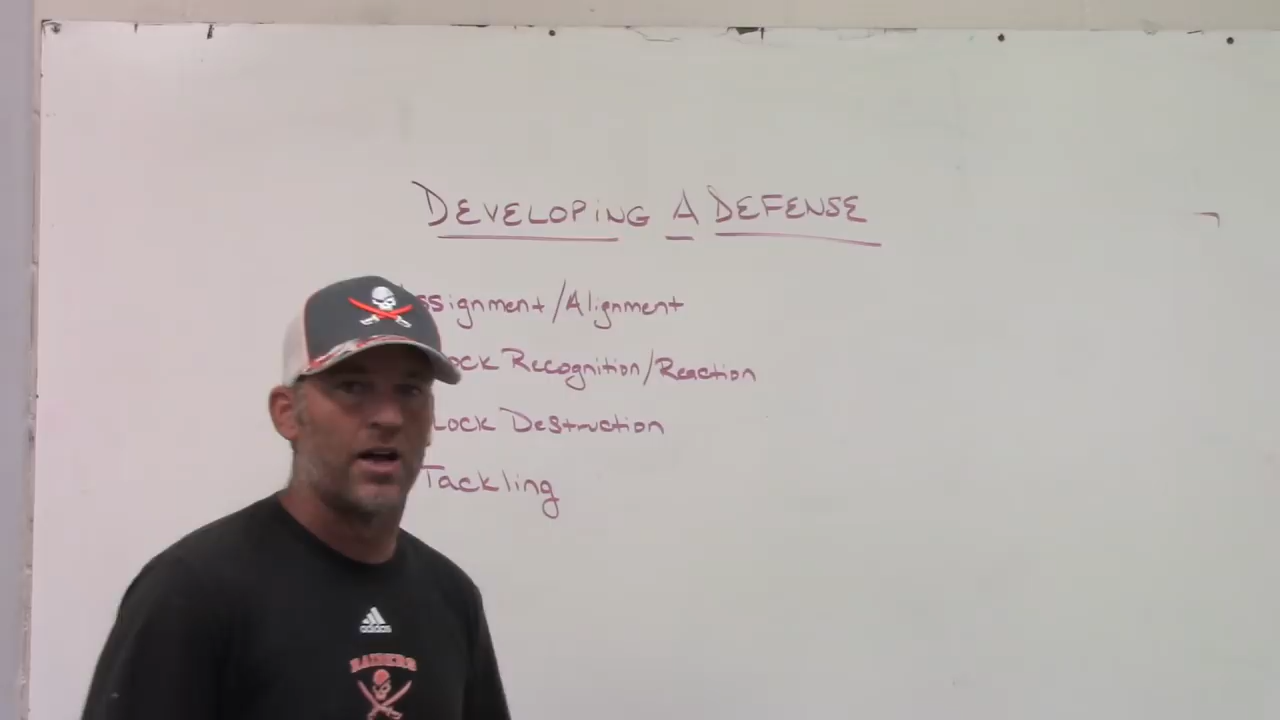 DEVELOPING A DEFENSE
ssignment/Alignment
ock Recognition/Reaction
Lock Destruction
Tackling
adidas
RAIDERS